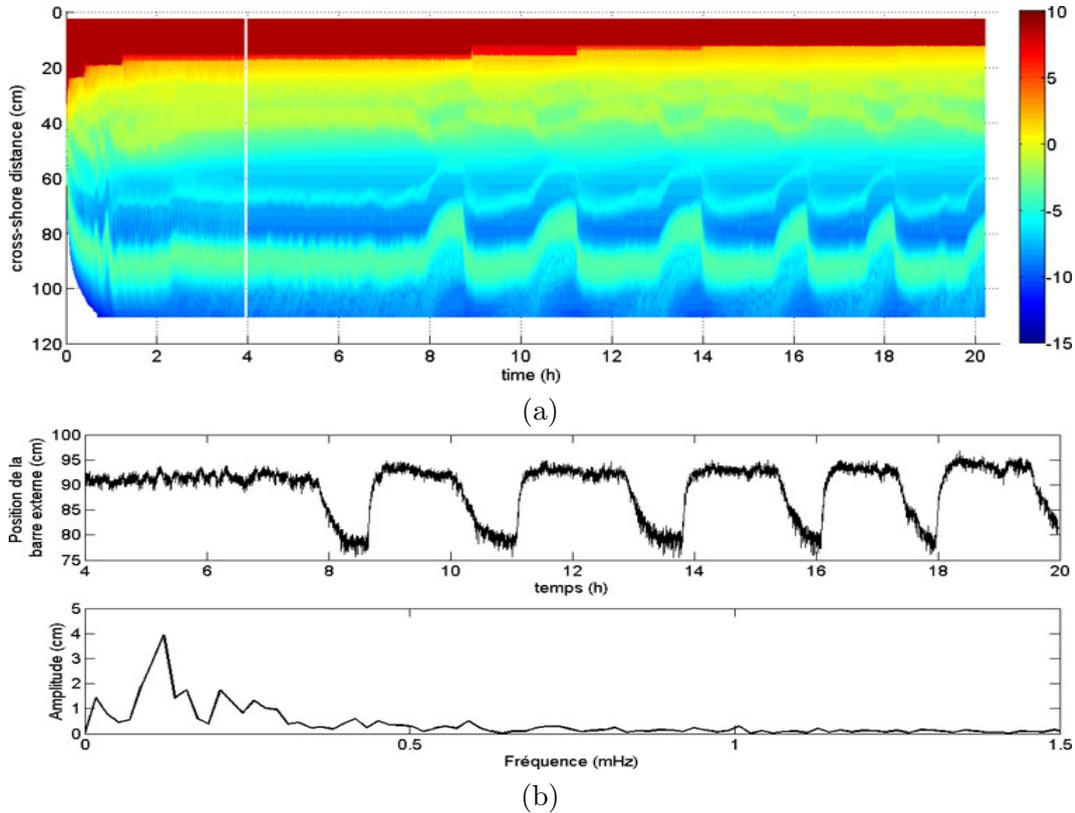 0
20
40
60
80
100
120
cross-shore distance (cm)
0 2 4 6 8 10 12 14 16 18 20
time (h)
10
5
0
-5
-10
-15
(a)
100
95
90
85
80
75
Position de la
barre externe (cm)
4 6 8 10 12 14 16 18 20
temps (h)
5
4
3
2
1
0
Amplitude (cm)
0 0.5 1 1.5
Fréquence (mHz)
(b)